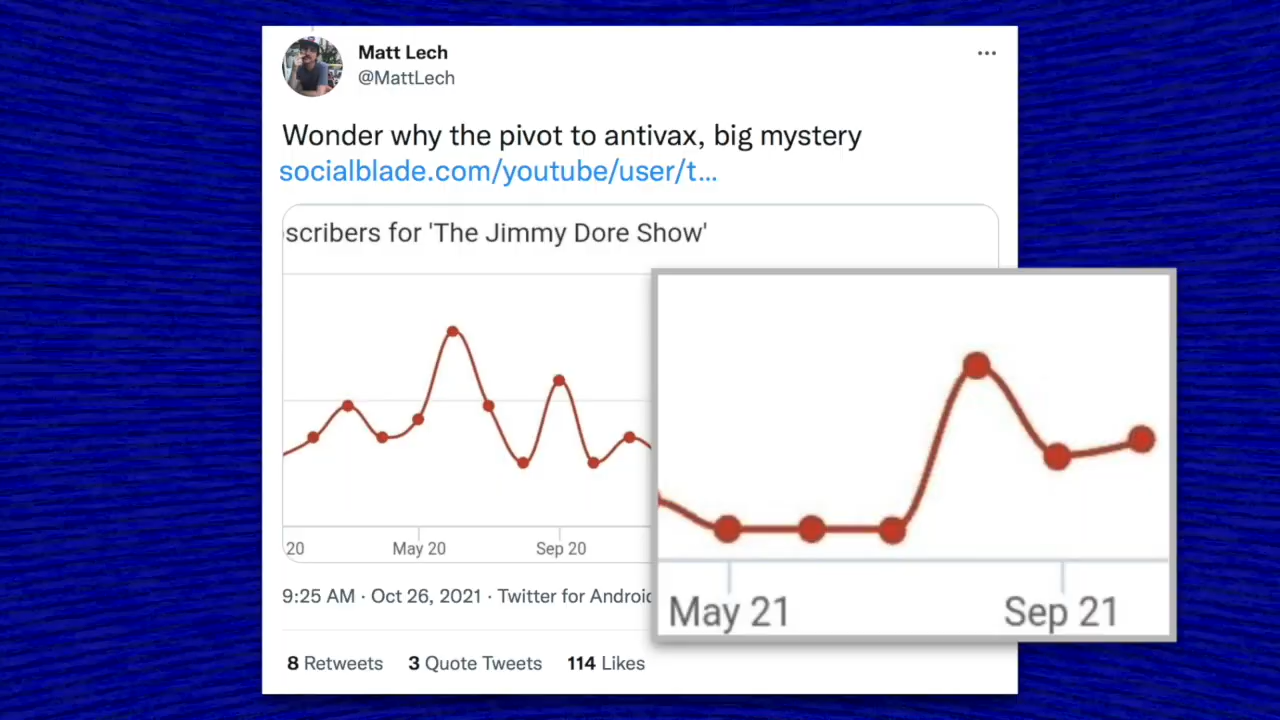 Matt Lech
@MattLech
Wonder why the pivot to antivax, big mystery
socialblade.com/youtube/user/t...
scribers for 'The Jimmy Dore Show'
20
May 20
Sep 20
May 21
Sep 21
9:25 AM · Oct 26, 2021 · Twitter for Androi
8 Retweets 3 Quote Tweets 114 Likes